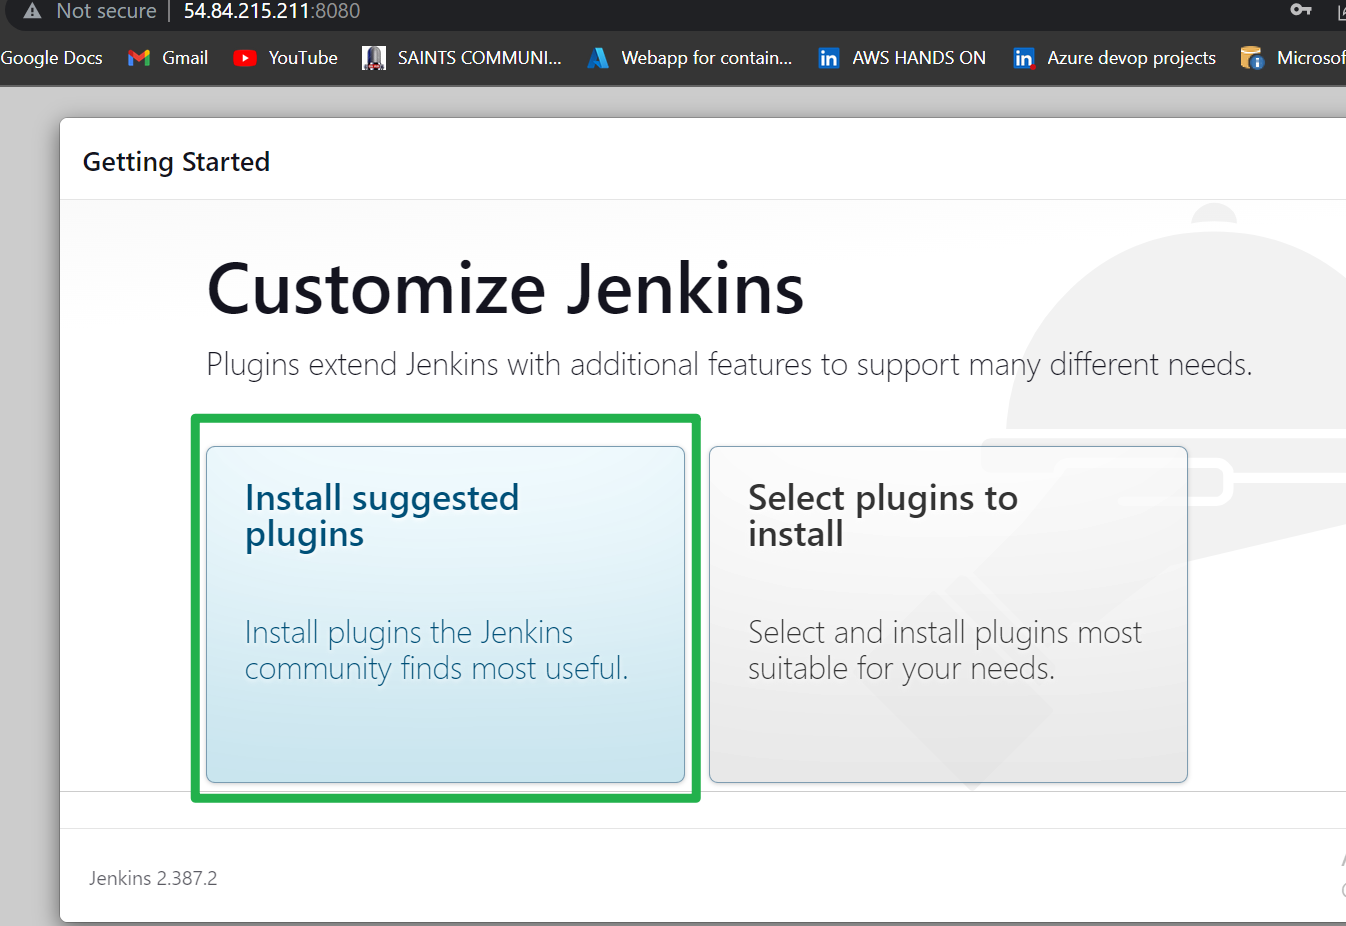 Not secure | 54.84.215.211:8080
Google Docs Gmail YouTube SAINTS COMMUNI... Webapp for contain... AWS HANDS ON Azure devop projects Microsof
Getting Started
Customize Jenkins
Plugins extend Jenkins with additional features to support many different needs.
Install suggested
plugins
Install plugins the Jenkins
community finds most useful.
Select plugins to
install
Select and install plugins most
suitable for your needs.
Jenkins 2.387.2